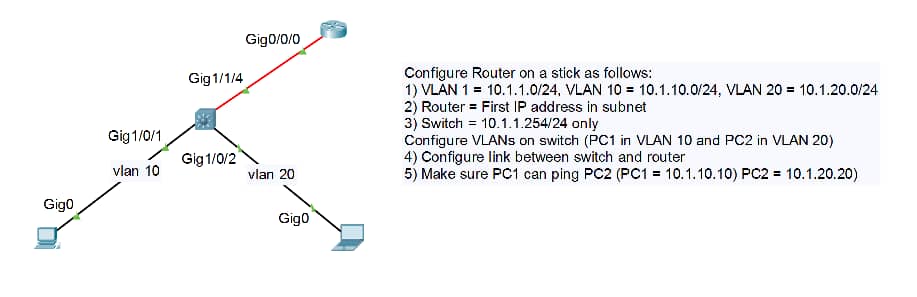 Gig0/0/0
Gig1/1/4
Gig1/0/1
Gig1/0/2
vlan 10
vlan 20
Gig0
Gig0
Configure Router on a stick as follows:
1) VLAN 1 = 10.1.1.0/24, VLAN 10 = 10.1.10.0/24, VLAN 20 = 10.1.20.0/24
2) Router = First IP address in subnet
3) Switch = 10.1.1.254/24 only
Configure VLANs on switch (PC1 in VLAN 10 and PC2 in VLAN 20)
4) Configure link between switch and router
5) Make sure PC1 can ping PC2 (PC1 = 10.1.10.10) PC2 = 10.1.20.20)